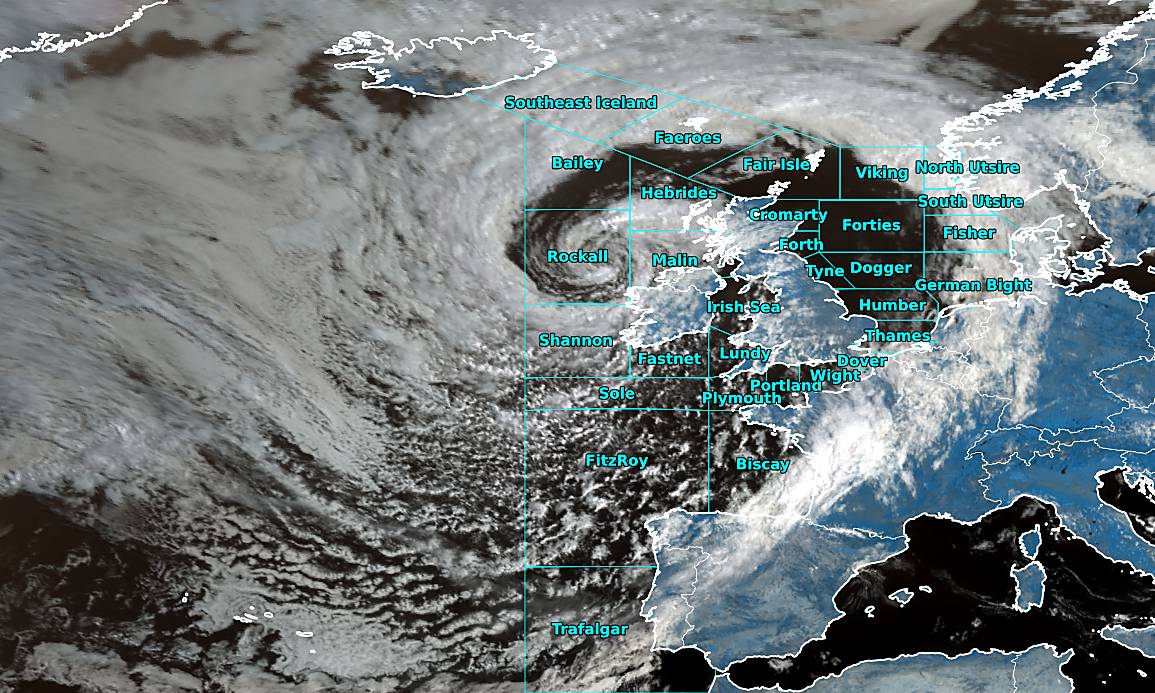 Southeast Iceland
Faeroes
Bailey
Fair Isle
Viking
North Utsire
Hebrides
South Utsire
Cromarty
Forties
Fisher
Forth
Rockall
Malin
Tyne
Dogger
German Bight
Irish Sea
Humber
Thames
Shannon
Fastnet
Lundy
Dover
Wight
Portland
Sole
Plymouth
FitzRoy
Biscay
Trafalgar